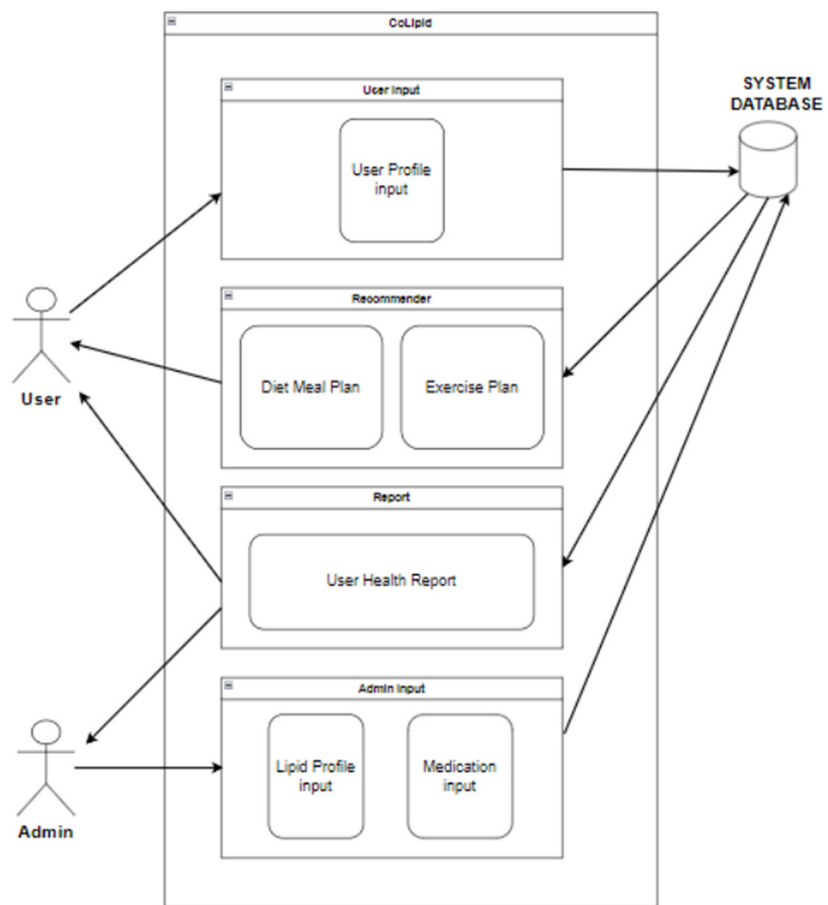 CoLipid
User Input
SYSTEM
DATABASE
User Profile
input
Recommender
Diet Meal Plan
Exercise Plan
User
Report
User Health Report
Admin Input
Lipid Profile
input
Medication
input
Admin